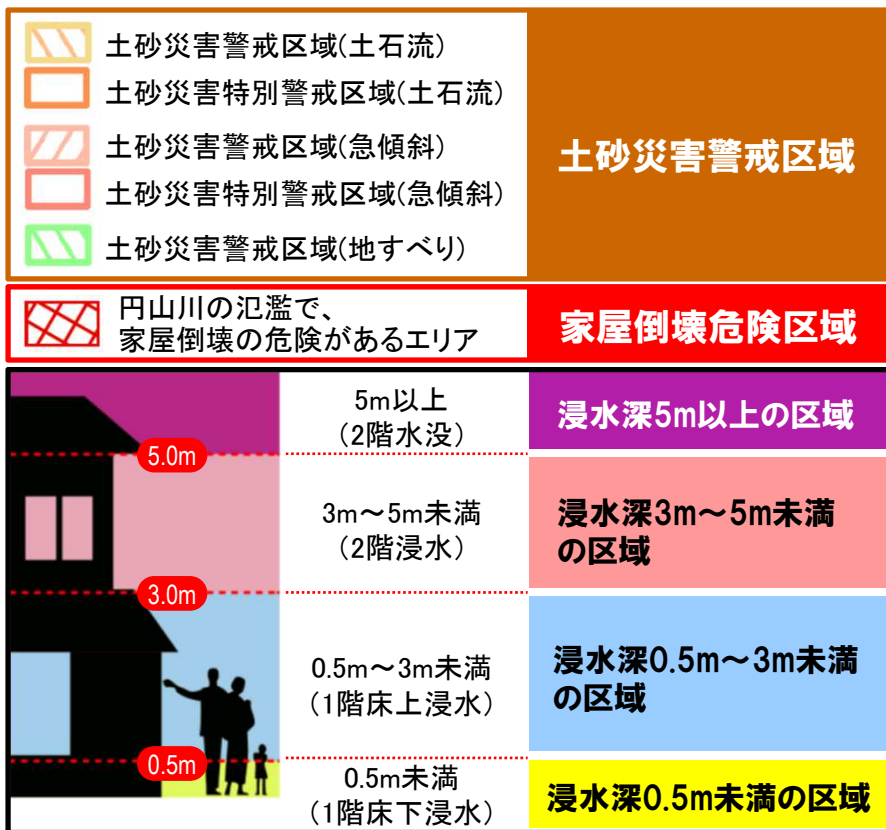 土砂災害警戒区域(土石流)
土砂災害特別警戒区域(土石流)
土砂災害警戒区域(急傾斜)
土砂災害特別警戒区域(急傾斜)
土砂災害警戒区域(地すべり)
土砂災害警戒区域
円山川の氾濫で、
家屋倒壊の危険があるエリア
家屋倒壊危険区域
5m以上
(2階水没)
浸水深5m以上の区域
5.0m
3m~5m未満
(2階浸水)
浸水深3m~5m未満
の区域
3.0m
0.5m~3m未満
(1階床上浸水)
浸水深0.5m~3m未満
の区域
0.5m
0.5m未満
(1階床下浸水)
浸水深0.5m未満の区域